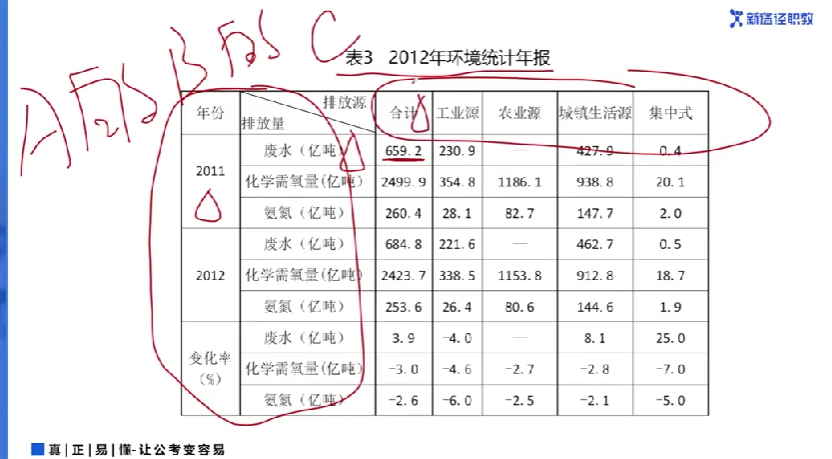 新途径职教
A 的 B 的 C
表3 2012年环境统计年报
年份 排放源 排放量 合计 工业源 农业源 城镇生活源 集中式
2011 废水(亿吨) 659.2 230.9 — 427.9 0.4
化学需氧量(亿吨) 2499.9 354.8 1186.1 938.8 20.1
氨氮(亿吨) 260.4 28.1 82.7 147.7 2.0
2012 废水(亿吨) 684.8 221.6 — 462.7 0.5
化学需氧量(亿吨) 2423.7 338.5 1153.8 912.8 18.7
氨氮(亿吨) 253.6 26.4 80.6 144.6 1.9
变化率(%) 废水(亿吨) 3.9 -4.0 — 8.1 25.0
化学需氧量(亿吨) -3.0 -4.6 -2.7 -2.8 -7.0
氨氮(亿吨) -2.6 -6.0 -2.5 -2.1 -5.0
真|正|易|懂-让公考变容易